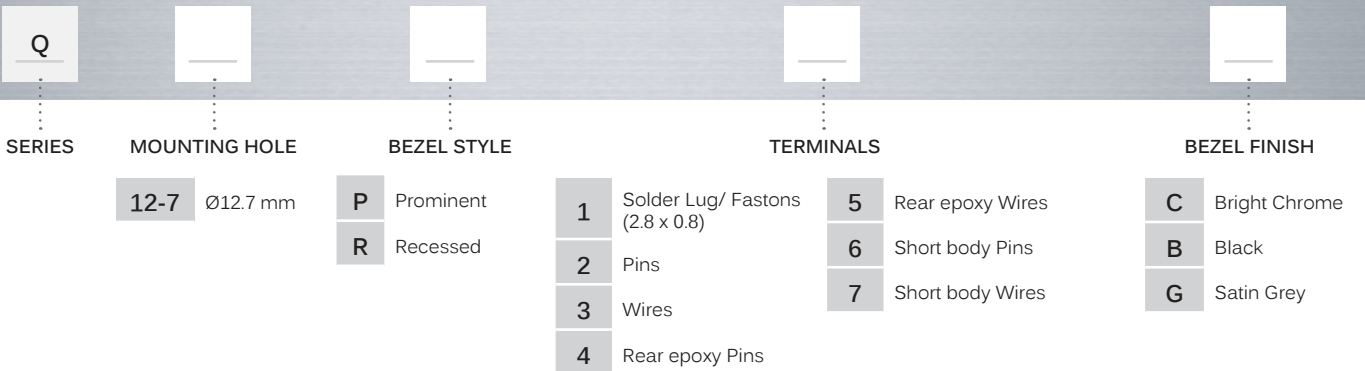 Q
SERIES
MOUNTING HOLE
12-7 Ø12.7 mm
BEZEL STYLE
P Prominent
R Recessed
TERMINALS
1 Solder Lug/ Fastons
(2.8 x 0.8)
2 Pins
3 Wires
4 Rear epoxy Pins
5 Rear epoxy Wires
6 Short body Pins
7 Short body Wires
BEZEL FINISH
C Bright Chrome
B Black
G Satin Grey